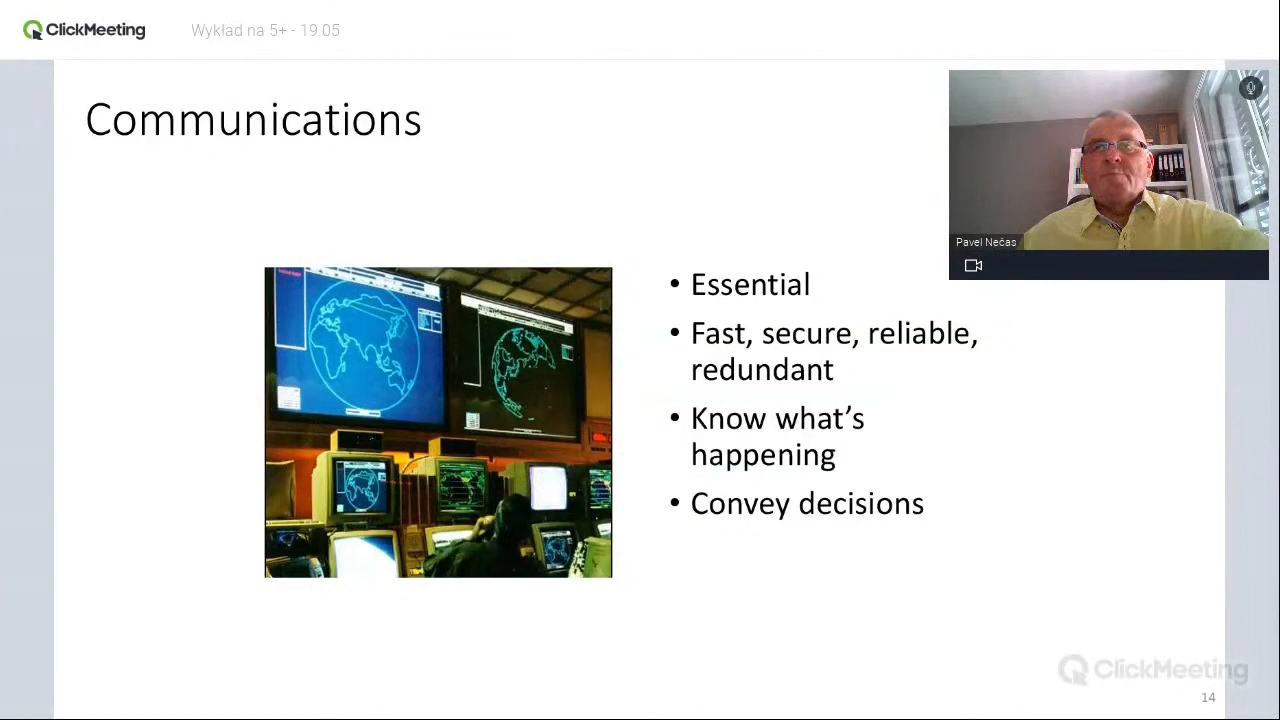 ClickMeeting
Wykład na 5+ - 19.05
Communications
Pavel Nečas
• Essential
• Fast, secure, reliable,
redundant
• Know what’s
happening
• Convey decisions
ClickMeeting
14